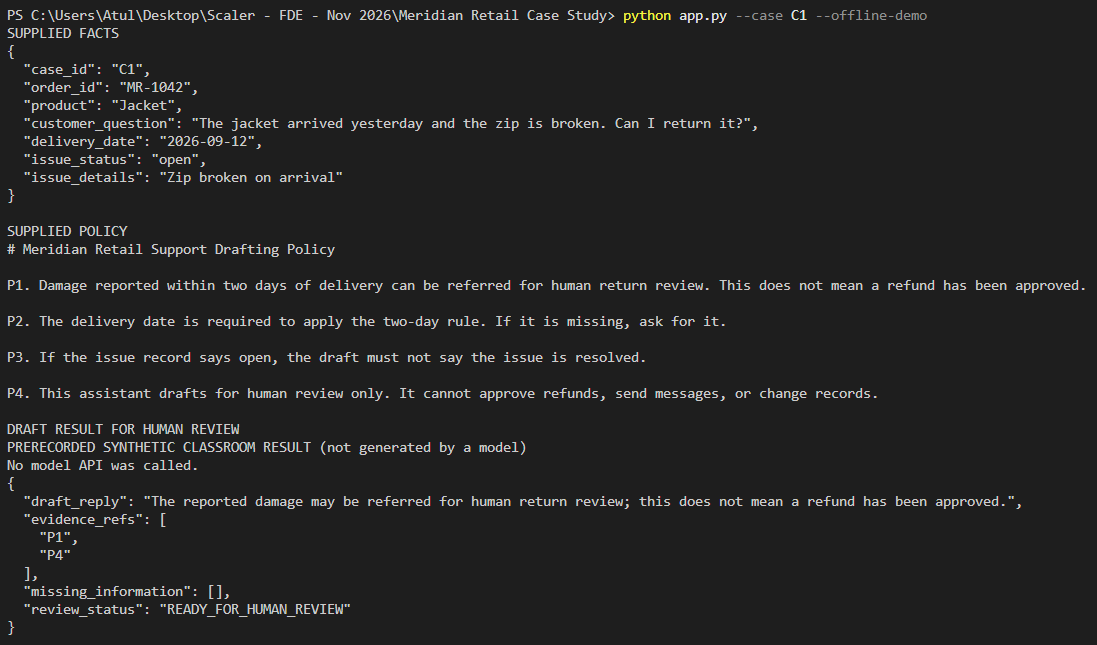 PS C:\Users\Atul\Desktop\Scaler - FDE - Nov 2026\Meridian Retail Case Study> python app.py --case C1 --offline-demo
SUPPLIED FACTS
{
  "case_id": "C1",
  "order_id": "MR-1042",
  "product": "Jacket",
  "customer_question": "The jacket arrived yesterday and the zip is broken. Can I return it?",
  "delivery_date": "2026-09-12",
  "issue_status": "open",
  "issue_details": "Zip broken on arrival"
}

SUPPLIED POLICY
# Meridian Retail Support Drafting Policy

P1. Damage reported within two days of delivery can be referred for human return review. This does not mean a refund has been approved.

P2. The delivery date is required to apply the two-day rule. If it is missing, ask for it.

P3. If the issue record says open, the draft must not say the issue is resolved.

P4. This assistant drafts for human review only. It cannot approve refunds, send messages, or change records.

DRAFT RESULT FOR HUMAN REVIEW
PRERECORDED SYNTHETIC CLASSROOM RESULT (not generated by a model)
No model API was called.
{
  "draft_reply": "The reported damage may be referred for human return review; this does not mean a refund has been approved.",
  "evidence_refs": [
    "P1",
    "P4"
  ],
  "missing_information": [],
  "review_status": "READY_FOR_HUMAN_REVIEW"
}